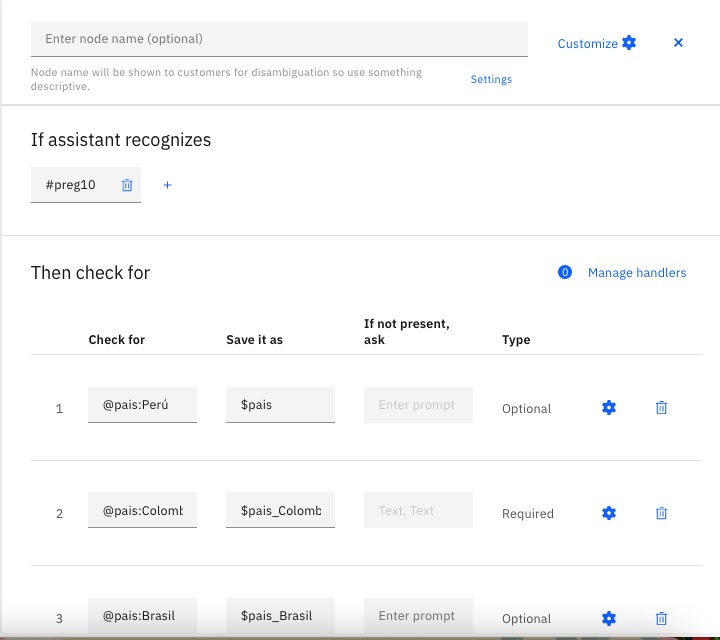 Enter node name (optional)
Customize
Node name will be shown to customers for disambiguation so use something
descriptive.
Settings
If assistant recognizes
#preg10
+
Then check for
0 Manage handlers
Check for
Save it as
If not present,
ask
Type
1 @pais:Perú $pais Enter prompt Optional
2 @pais:Colomb $pais_Colomb Text, Text Required
3 @pais:Brasil $pais_Brasil Enter prompt Optional